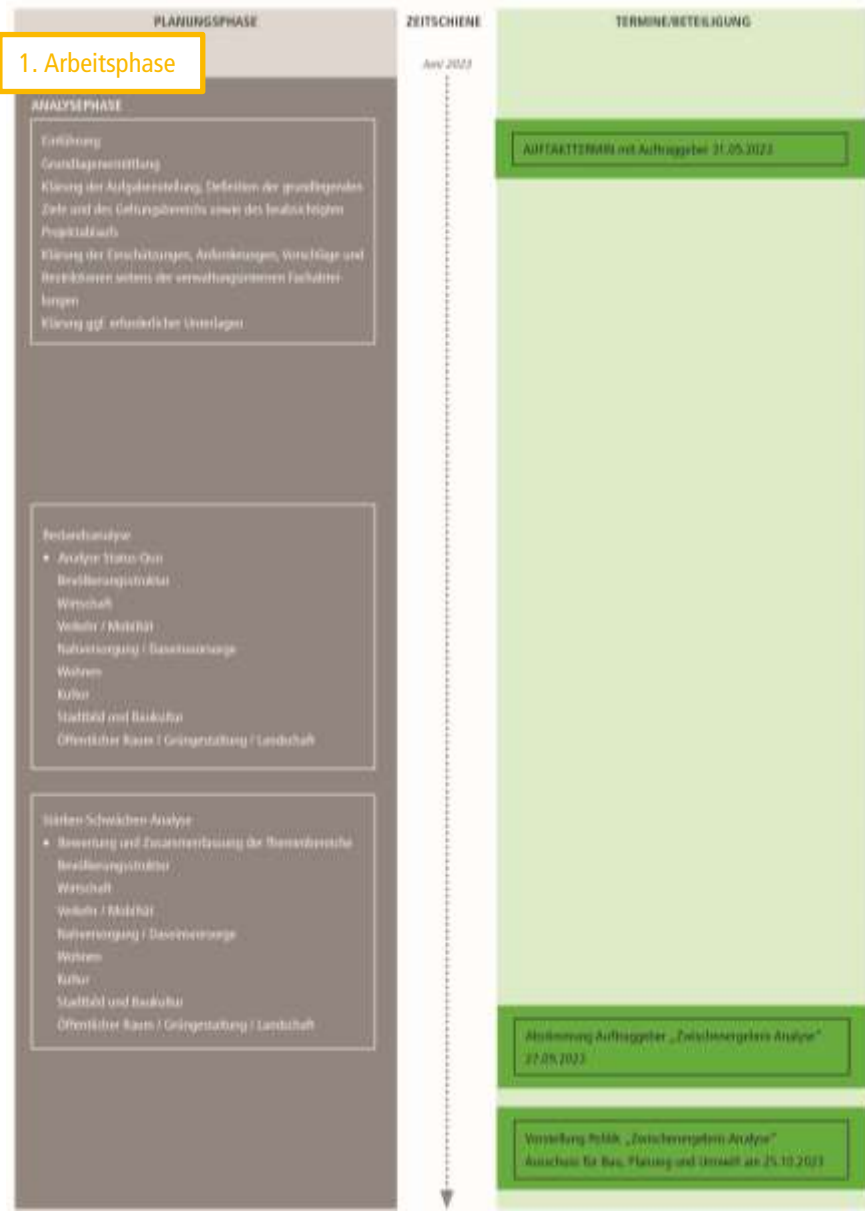 PLANUNGSPHASE
ZEITSCHIENE
TERMINE/BETEILIGUNG
1. Arbeitsphase
Juni 2023
ANALYSEPHASE
Einführung
Grundlagenermittlung
Klärung der Aufgabenstellung, Definition der grundlegenden
Ziele und des Geltungsbereichs sowie des beabsichtigten
Projektablaufs
Klärung der Einschätzungen, Anforderungen, Vorschläge und
Restriktionen seitens der verwaltungsinternen Fachabtei-
lungen
Klärung ggf. erforderlicher Unterlagen
AUFTAKTTERMIN mit Auftraggeber 31.05.2023
Bestandsanalyse
• Analyse Status-Quo
Bevölkerungsstruktur
Wirtschaft
Verkehr / Mobilität
Nahversorgung / Daseinsvorsorge
Wohnen
Kultur
Stadtbild und Baukultur
Öffentlicher Raum / Grüngestaltung / Landschaft
Stärken-Schwächen-Analyse
• Bewertung und Zusammenfassung der Themenbereiche
Bevölkerungsstruktur
Wirtschaft
Verkehr / Mobilität
Nahversorgung / Daseinsvorsorge
Wohnen
Kultur
Stadtbild und Baukultur
Öffentlicher Raum / Grüngestaltung / Landschaft
Abstimmung Auftraggeber „Zwischenergebnis Analyse"
27.09.2023
Vorstellung Politik „Zwischenergebnis Analyse"
Ausschuss für Bau, Planung und Umwelt am 25.10.2023